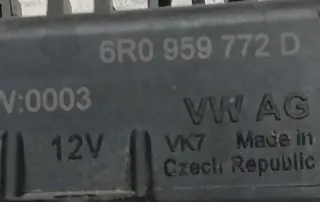 6R0 959 772 D
W:0003
VW AG
12V
VK7 Made in
Czech Republic